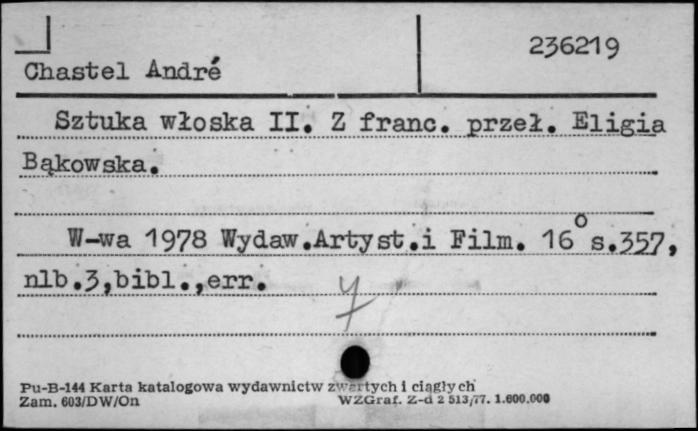 236219
Chastel André
Sztuka włoska II. Z franc. przeł. Eligia
Bąkowska.
W-wa 1978 Wydaw.Artyst.i Film. 16° s.357,
nlb.3,bibl.,err.
y
Pu-B-144 Karta katalogowa wydawnictw zwartych i ciągłych
Zam. 603/DW/On WZGraf. Z-d 2 513/77. 1.600.000